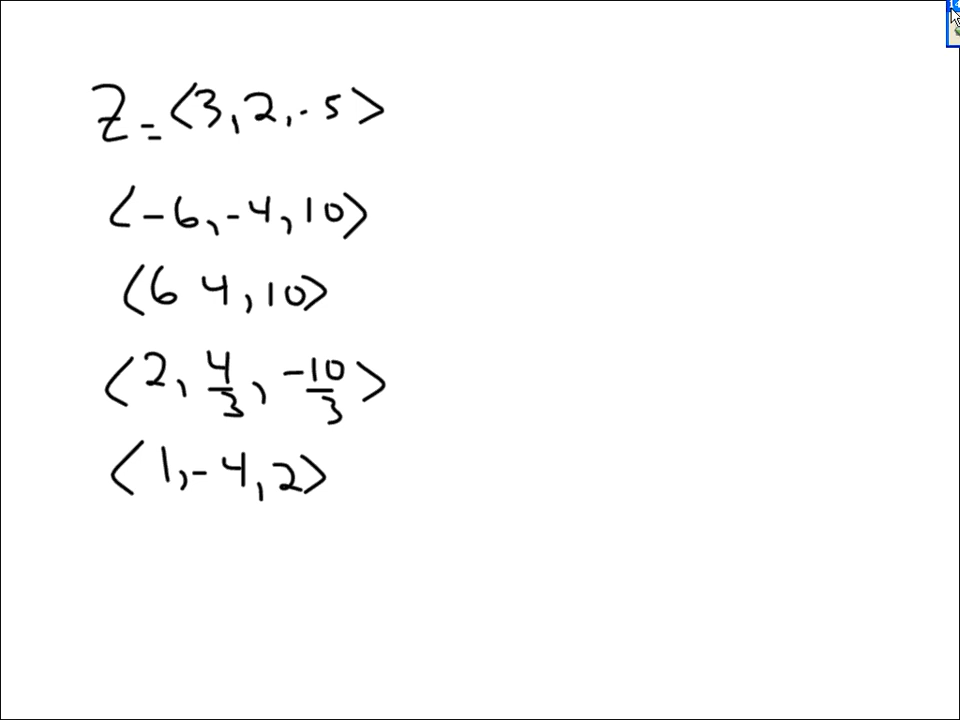 Z = <3, 2, -5>
<-6, -4, 10>
<6 4, 10>
<2, 4/3, -10/3>
<1, -4, 2>